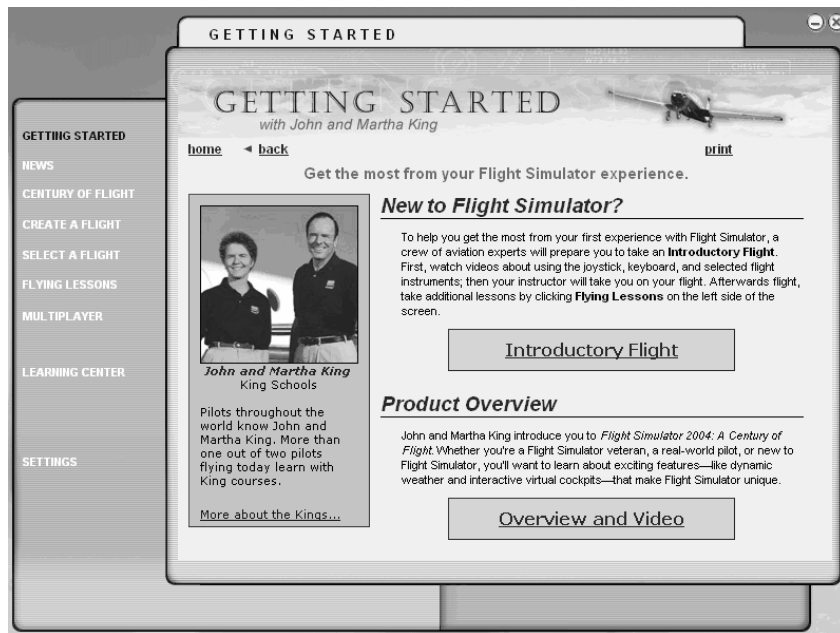 GETTING STARTED
GETTING STARTED
with John and Martha King
home ◄ back print
Get the most from your Flight Simulator experience.
GETTING STARTED
NEWS
CENTURY OF FLIGHT
CREATE A FLIGHT
SELECT A FLIGHT
FLYING LESSONS
MULTIPLAYER
LEARNING CENTER
SETTINGS
John and Martha King
King Schools
Pilots throughout the
world know John and
Martha King. More than
one out of two pilots
flying today learn with
King courses.
More about the Kings...
New to Flight Simulator?
To help you get the most from your first experience with Flight Simulator, a
crew of aviation experts will prepare you to take an Introductory Flight.
First, watch videos about using the joystick, keyboard, and selected flight
instruments; then your instructor will take you on your flight. Afterwards flight,
take additional lessons by clicking Flying Lessons on the left side of the
screen.
Introductory Flight
Product Overview
John and Martha King introduce you to Flight Simulator 2004: A Century of
Flight. Whether you're a Flight Simulator veteran, a real-world pilot, or new to
Flight Simulator, you'll want to learn about exciting features—like dynamic
weather and interactive virtual cockpits—that make Flight Simulator unique.
Overview and Video